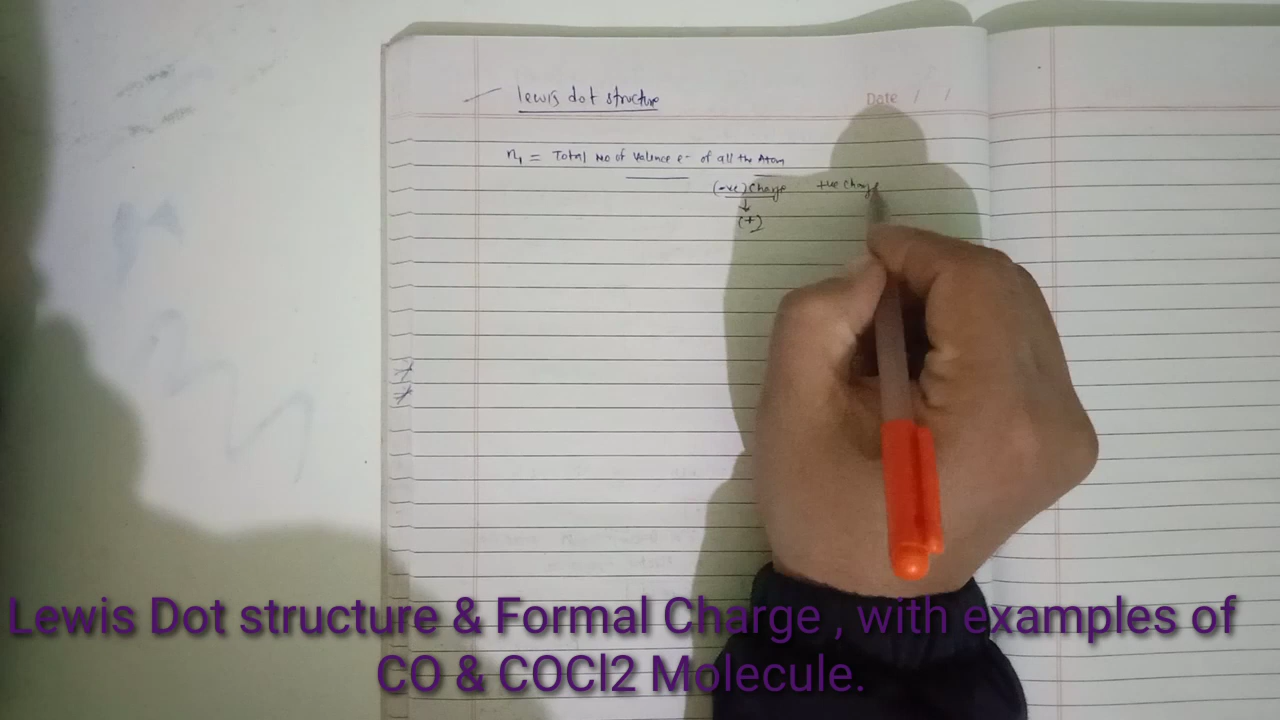 Lewis dot structure
Date / /
n1 = Total No of Valence e- of all the Atom
(-ve) charge +ve charge
(+)
Lewis Dot structure & Formal Charge , with examples of
CO & COCl2 Molecule.